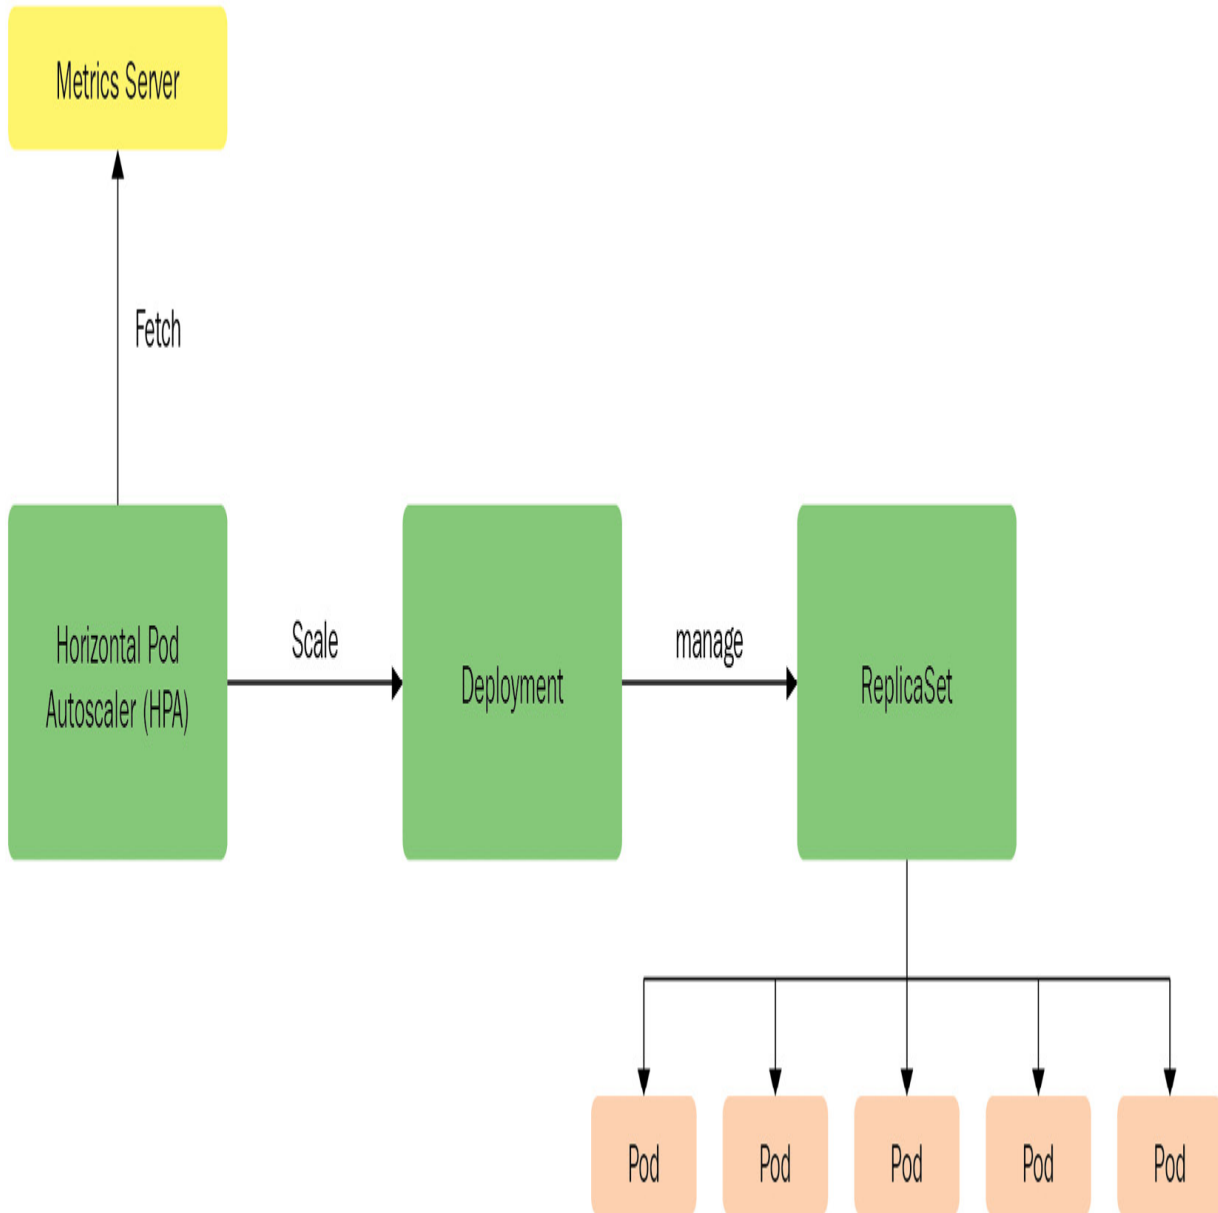 Metrics Server
Fetch
Horizontal Pod
Autoscaler (HPA)
Scale
Deployment
manage
ReplicaSet
Pod
Pod
Pod
Pod
Pod